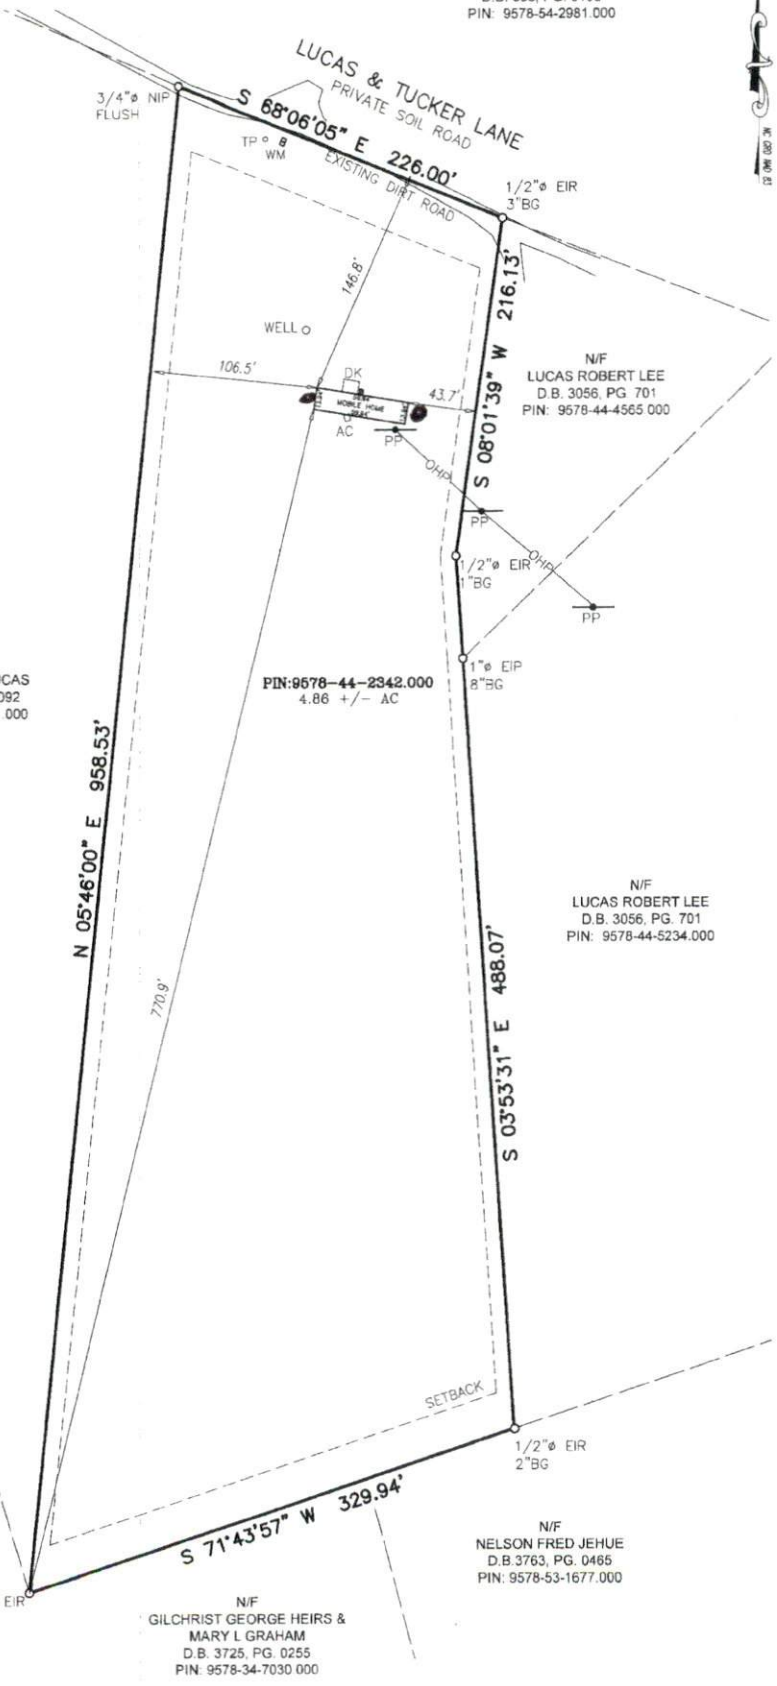 PIN: 9578-54-2981.000
LUCAS & TUCKER LANE
PRIVATE SOIL ROAD
3/4"ø NIP
FLUSH
S 68°06'05" E 226.00'
TP
WM
EXISTING DIRT ROAD
1/2"ø EIR
3"BG
NC GRID NAD 83
146.8'
S 08°01'39" W 216.13'
WELL
N/F
LUCAS ROBERT LEE
D.B. 3056, PG. 701
PIN: 9578-44-4565.000
106.5'
DK
43.7'
MOBILE HOME
AC
PP
OHP
PP
1/2"ø EIR
1"BG
OHP
PP
1"ø EIP
8"BG
PIN:9578-44-2342.000
4.86 +/- AC
CAS
092
.000
N 05°46'00" E 958.53'
N/F
LUCAS ROBERT LEE
D.B. 3056, PG. 701
PIN: 9578-44-5234.000
770.9'
S 03°53'31" E 488.07'
SETBACK
1/2"ø EIR
2"BG
S 71°43'57" W 329.94'
N/F
NELSON FRED JEHUE
D.B.3763, PG. 0465
PIN: 9578-53-1677.000
EIR
N/F
GILCHRIST GEORGE HEIRS &
MARY L GRAHAM
D.B. 3725, PG. 0255
PIN: 9578-34-7030.000